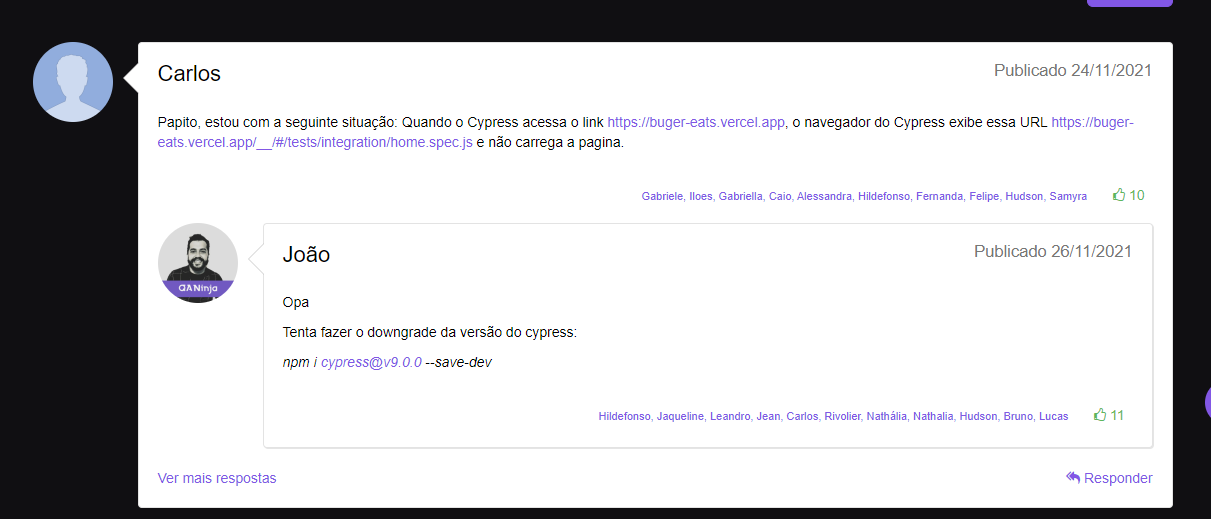 Carlos
Publicado 24/11/2021
Papito, estou com a seguinte situação: Quando o Cypress acessa o link https://buger-eats.vercel.app, o navegador do Cypress exibe essa URL https://buger-
eats.vercel.app/__/#/tests/integration/home.spec.js e não carrega a pagina.
Gabriele, Iloes, Gabriella, Caio, Alessandra, Hildefonso, Fernanda, Felipe, Hudson, Samyra
10
QANinja
João
Publicado 26/11/2021
Opa
Tenta fazer o downgrade da versão do cypress:
npm i cypress@v9.0.0 --save-dev
Hildefonso, Jaqueline, Leandro, Jean, Carlos, Rivolier, Nathália, Nathalia, Hudson, Bruno, Lucas
11
Ver mais respostas
Responder